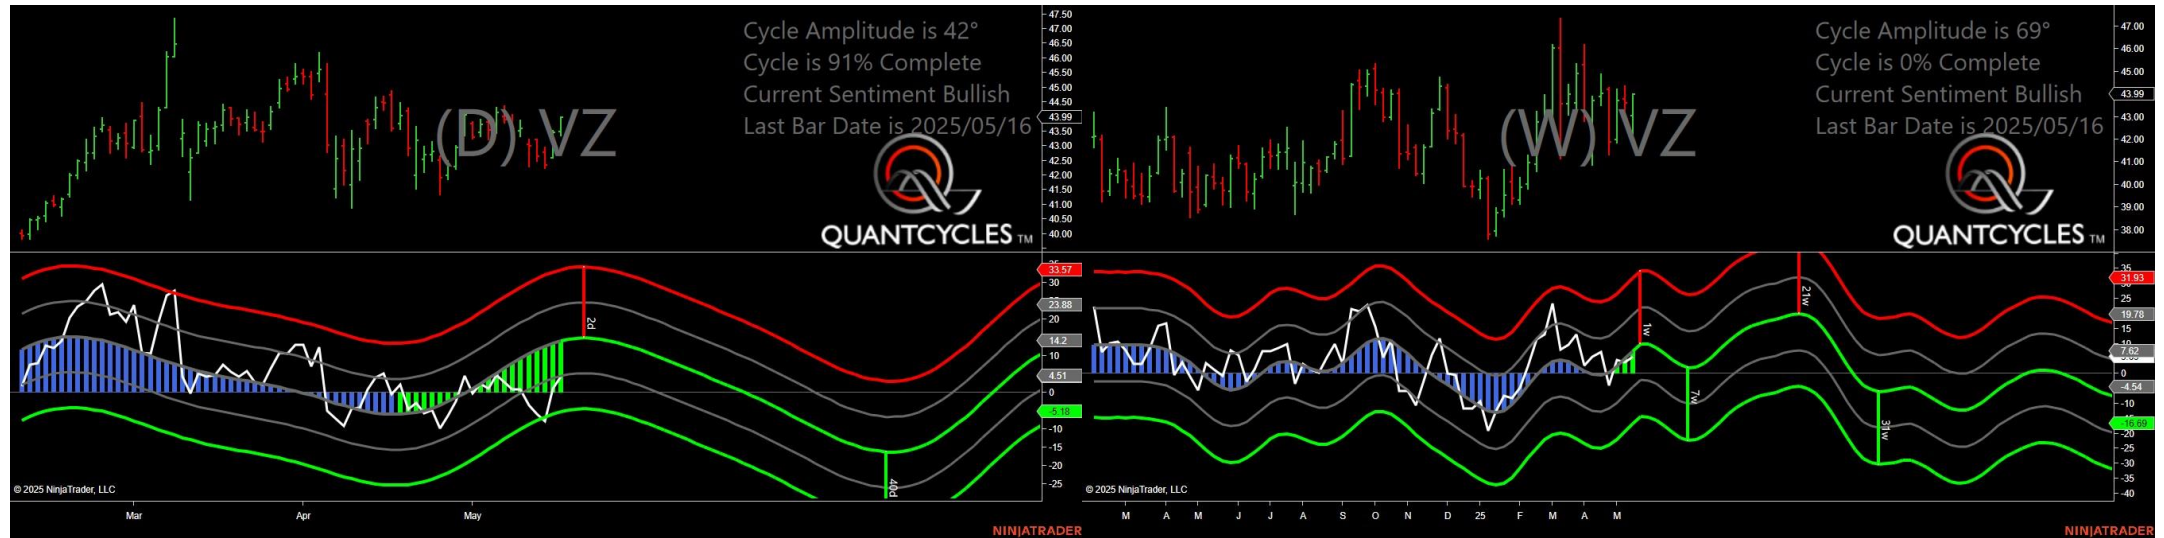 Cycle Amplitude is 42°
Cycle is 91% Complete
Current Sentiment Bullish
Last Bar Date is 2025/05/16
(D) VZ
QUANTCYCLES TM
47.50
47.00
46.50
46.00
45.50
45.00
44.50
43.99
43.50
43.00
42.50
42.00
41.50
41.00
40.50
40.00
33.57
30
23.88
20
14.2
10
4.51
0
-5.18
-10
-15
-20
-25
2d
40d
© 2025 NinjaTrader, LLC
Mar Apr May
NINJATRADER
Cycle Amplitude is 69°
Cycle is 0% Complete
Current Sentiment Bullish
Last Bar Date is 2025/05/16
(W) VZ
QUANTCYCLES TM
47.00
46.00
45.00
43.99
43.00
42.00
41.00
40.00
39.00
38.00
35
31.93
25
19.78
15
7.62
0
-4.54
-10
-16.69
-20
-25
-30
-35
-40
1w
7w
21w
31w
© 2025 NinjaTrader, LLC
M A M J J A S O N D 25 F M A M
NINJATRADER